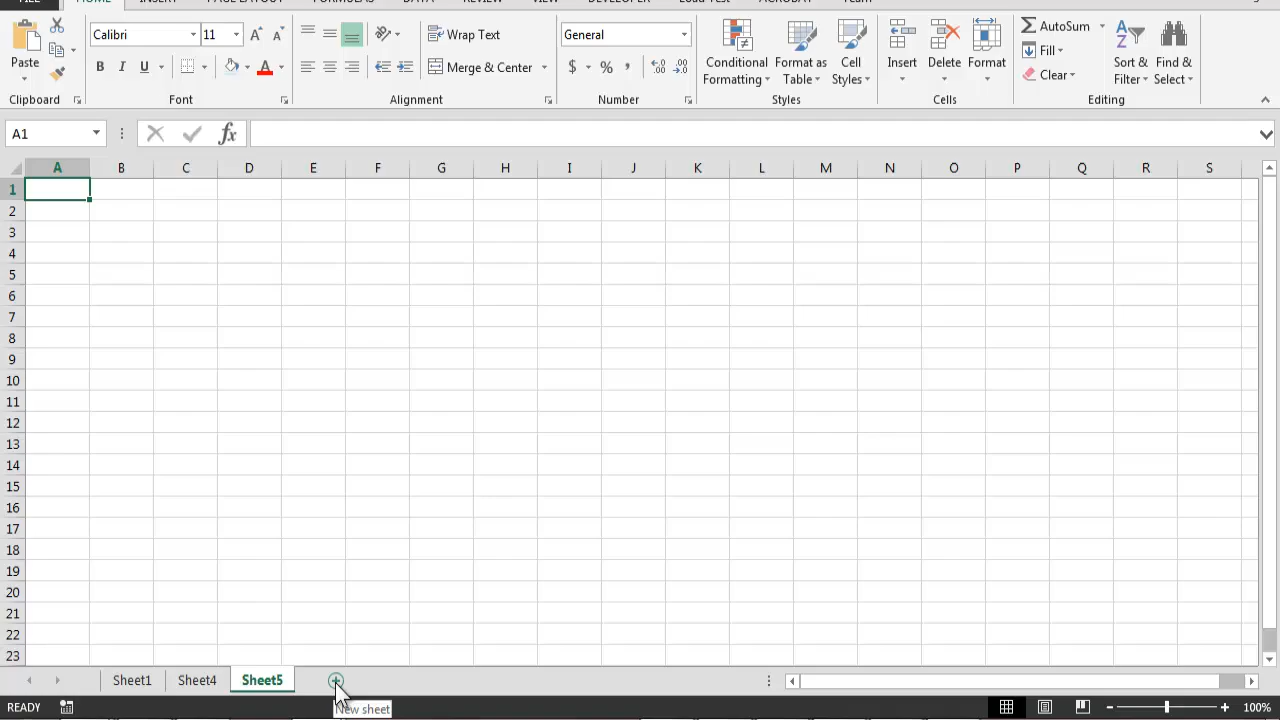 FILE HOME INSERT PAGE LAYOUT FORMULAS DATA REVIEW VIEW DEVELOPER Load Test ACROBAT Team
Calibri 11 Wrap Text General AutoSum
Paste B I U Merge & Center $ % , Conditional Formatting Format as Table Cell Styles Insert Delete Format Fill Clear Sort & Filter Find & Select
Clipboard Font Alignment Number Styles Cells Editing
A1 fx
A B C D E F G H I J K L M N O P Q R S
1
2
3
4
5
6
7
8
9
10
11
12
13
14
15
16
17
18
19
20
21
22
23
Sheet1 Sheet4 Sheet5
New sheet
READY 100%